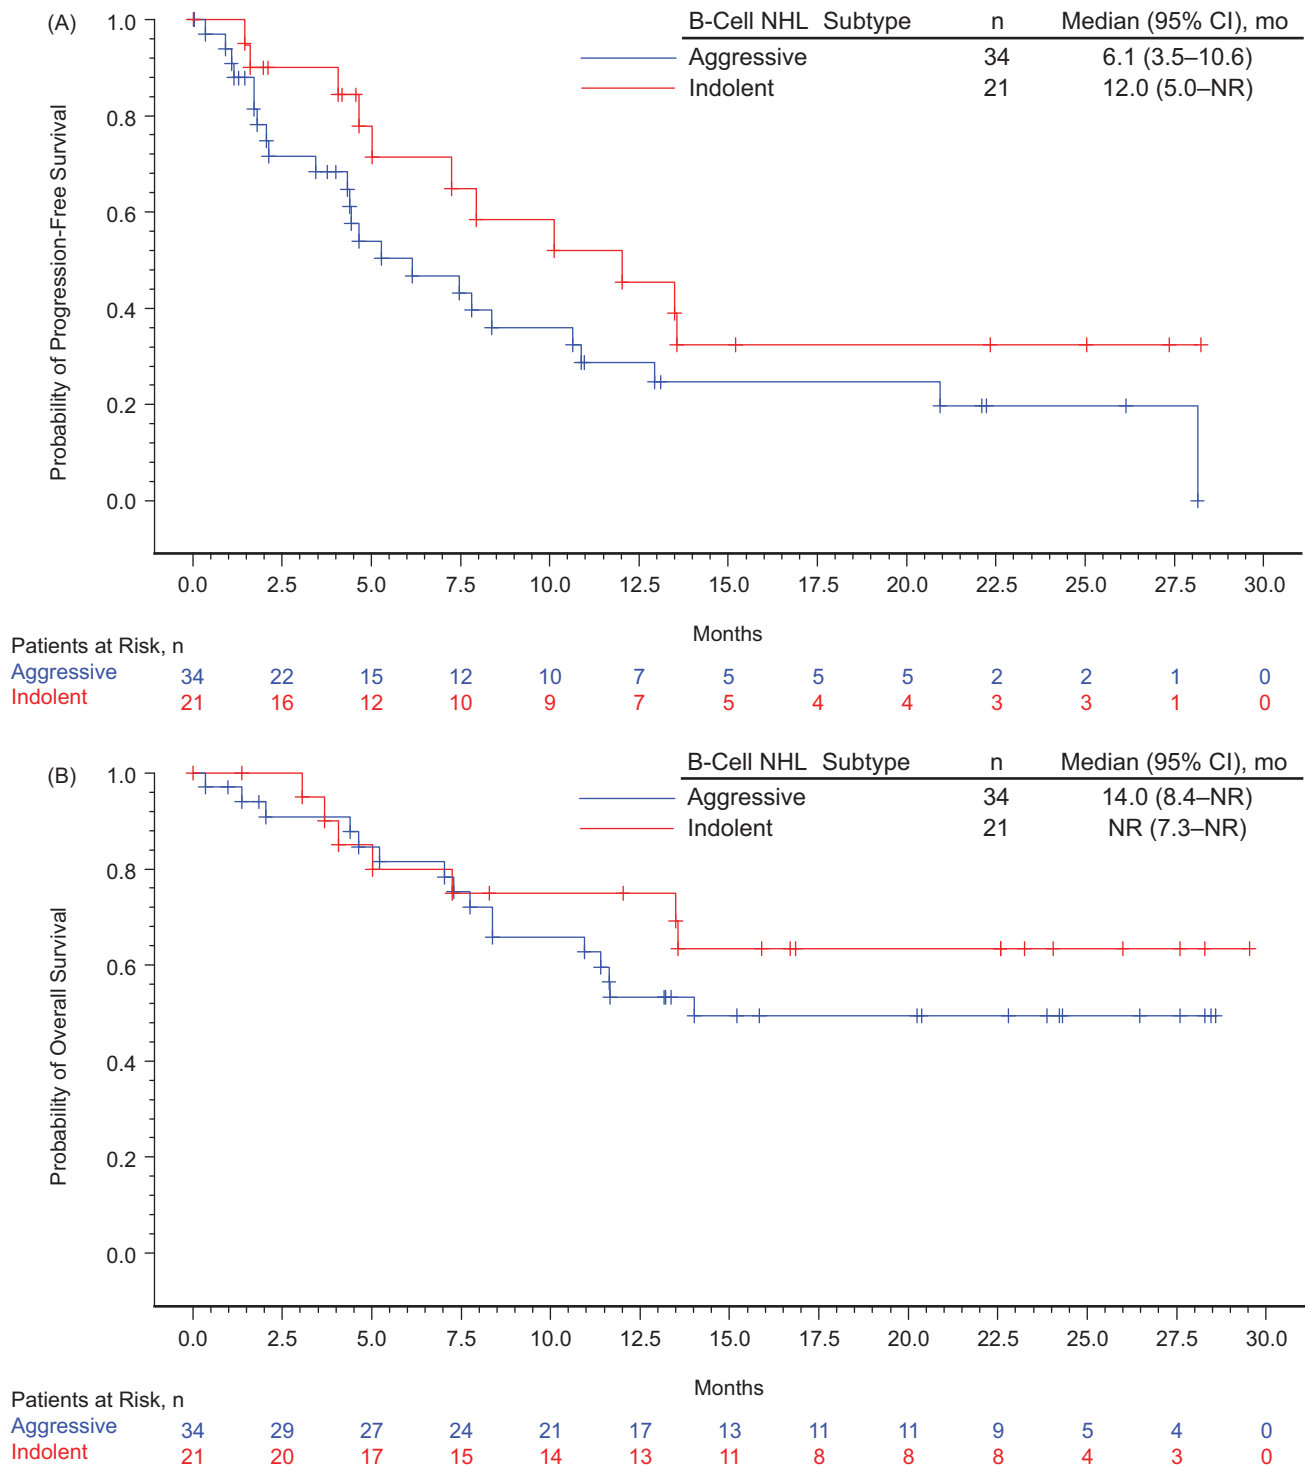 (A)
B-Cell NHL Subtype n Median (95% CI), mo
Aggressive 34 6.1 (3.5–10.6)
Indolent 21 12.0 (5.0–NR)
Probability of Progression-Free Survival
1.0
0.8
0.6
0.4
0.2
0.0
0.0 2.5 5.0 7.5 10.0 12.5 15.0 17.5 20.0 22.5 25.0 27.5 30.0
Months
Patients at Risk, n
Aggressive 34 22 15 12 10 7 5 5 5 2 2 1 0
Indolent 21 16 12 10 9 7 5 4 4 3 3 1 0
(B)
B-Cell NHL Subtype n Median (95% CI), mo
Aggressive 34 14.0 (8.4–NR)
Indolent 21 NR (7.3–NR)
Probability of Overall Survival
1.0
0.8
0.6
0.4
0.2
0.0
0.0 2.5 5.0 7.5 10.0 12.5 15.0 17.5 20.0 22.5 25.0 27.5 30.0
Months
Patients at Risk, n
Aggressive 34 29 27 24 21 17 13 11 11 9 5 4 0
Indolent 21 20 17 15 14 13 11 8 8 8 4 3 0